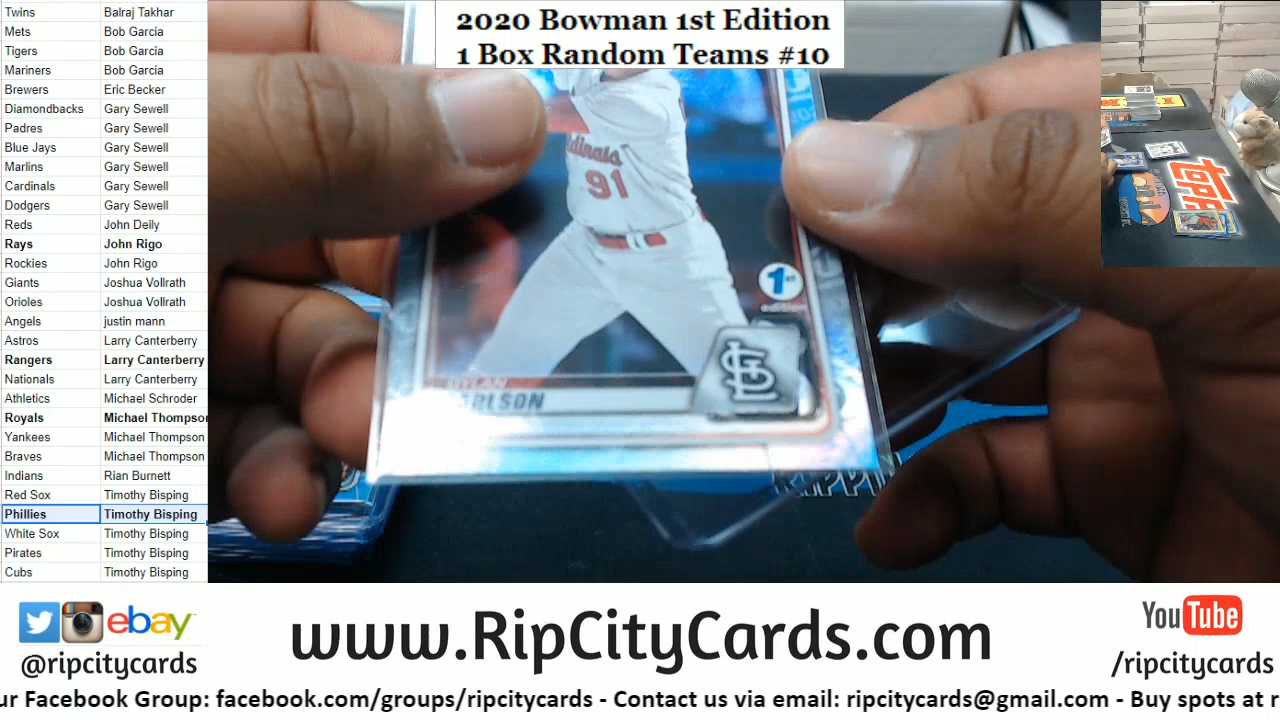 2020 Bowman 1st Edition
1 Box Random Teams #10
Twins Balraj Takhar
Mets Bob Garcia
Tigers Bob Garcia
Mariners Bob Garcia
Brewers Eric Becker
Diamondbacks Gary Sewell
Padres Gary Sewell
Blue Jays Gary Sewell
Marlins Gary Sewell
Cardinals Gary Sewell
Dodgers Gary Sewell
Reds John Deily
Rays John Rigo
Rockies John Rigo
Giants Joshua Vollrath
Orioles Joshua Vollrath
Angels justin mann
Astros Larry Canterberry
Rangers Larry Canterberry
Nationals Larry Canterberry
Athletics Michael Schroder
Royals Michael Thompson
Yankees Michael Thompson
Braves Michael Thompson
Indians Rian Burnett
Red Sox Timothy Bisping
Phillies Timothy Bisping
White Sox Timothy Bisping
Pirates Timothy Bisping
Cubs Timothy Bisping
91
1st
edition
DYLAN
StL
ebay
@ripcitycards
www.RipCityCards.com
YouTube
/ripcitycards
ur Facebook Group: facebook.com/groups/ripcitycards - Contact us via email: ripcitycards@gmail.com - Buy spots at r